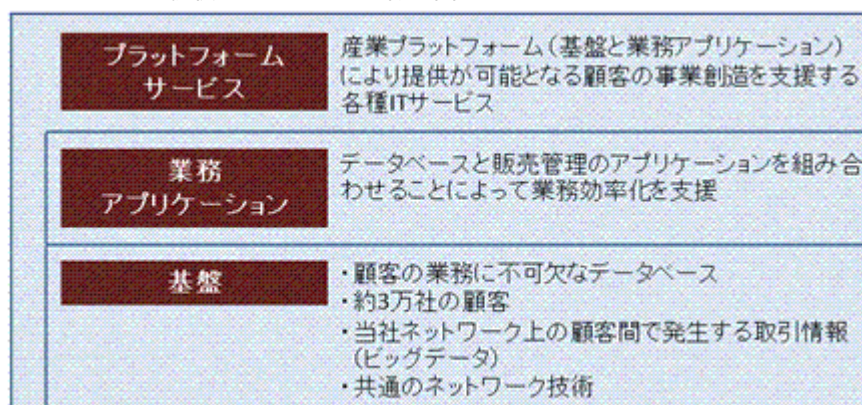 プラットフォーム
サービス
産業プラットフォーム(基盤と業務アプリケーション)
により提供が可能となる顧客の事業創造を支援する
各種ITサービス
業務
アプリケーション
データベースと販売管理のアプリケーションを組み合
わせることによって業務効率化を支援
基盤
・顧客の業務に不可欠なデータベース
・約3万社の顧客
・当社ネットワーク上の顧客間で発生する取引情報
(ビッグデータ)
・共通のネットワーク技術